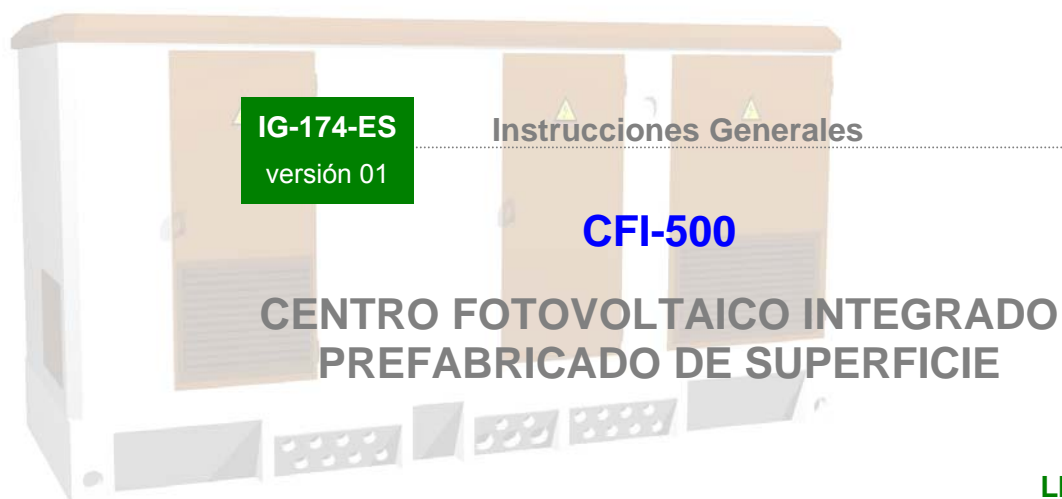 IG-174-ES
Instrucciones Generales
versión 01
CFI-500
CENTRO FOTOVOLTAICO INTEGRADO
PREFABRICADO DE SUPERFICIE